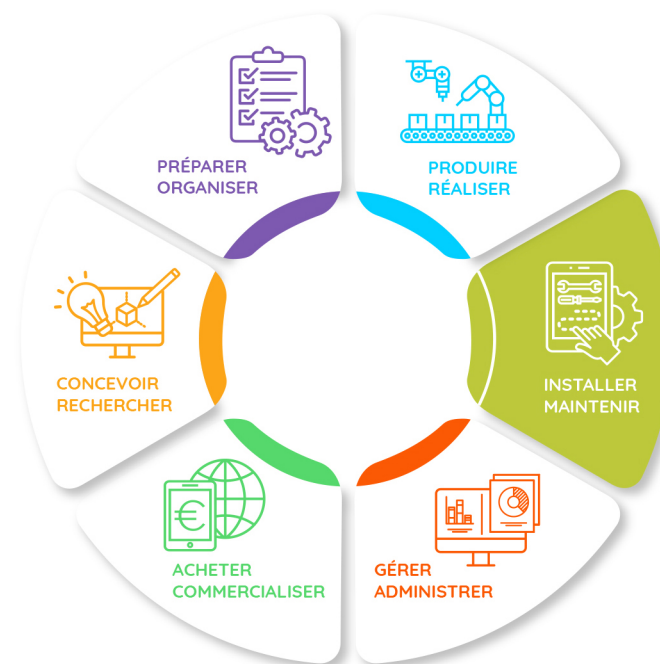 PRÉPARER
ORGANISER
PRODUIRE
RÉALISER
CONCEVOIR
RECHERCHER
INSTALLER
MAINTENIR
€
ACHETER
COMMERCIALISER
GÉRER
ADMINISTRER